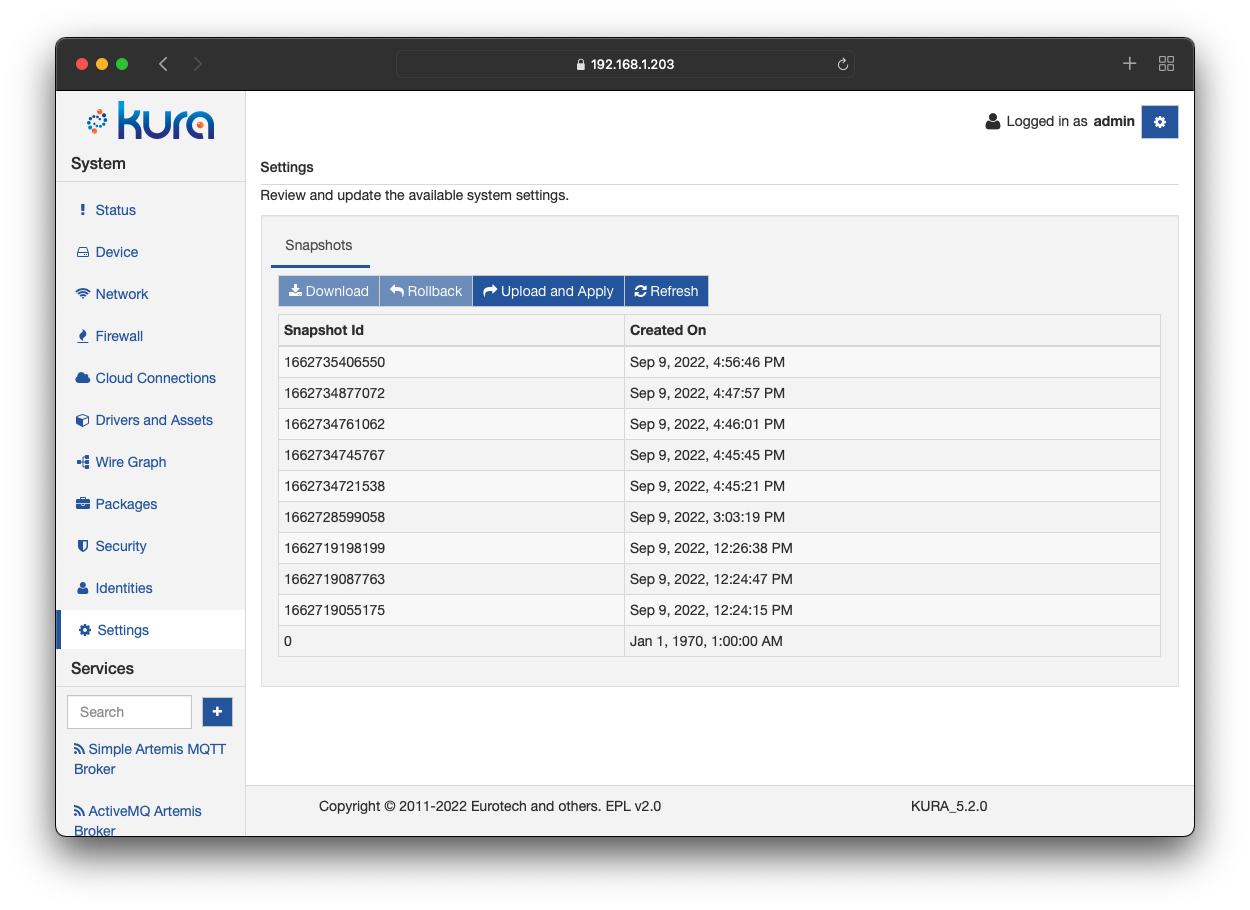 192.168.1.203
kura
Logged in as admin
System
Status
Device
Network
Firewall
Cloud Connections
Drivers and Assets
Wire Graph
Packages
Security
Identities
Settings
Services
Search
Simple Artemis MQTT
Broker
ActiveMQ Artemis
Broker
Settings
Review and update the available system settings.
Snapshots
Download Rollback Upload and Apply Refresh
Snapshot Id Created On
1662735406550 Sep 9, 2022, 4:56:46 PM
1662734877072 Sep 9, 2022, 4:47:57 PM
1662734761062 Sep 9, 2022, 4:46:01 PM
1662734745767 Sep 9, 2022, 4:45:45 PM
1662734721538 Sep 9, 2022, 4:45:21 PM
1662728599058 Sep 9, 2022, 3:03:19 PM
1662719198199 Sep 9, 2022, 12:26:38 PM
1662719087763 Sep 9, 2022, 12:24:47 PM
1662719055175 Sep 9, 2022, 12:24:15 PM
0 Jan 1, 1970, 1:00:00 AM
Copyright © 2011-2022 Eurotech and others. EPL v2.0 KURA_5.2.0